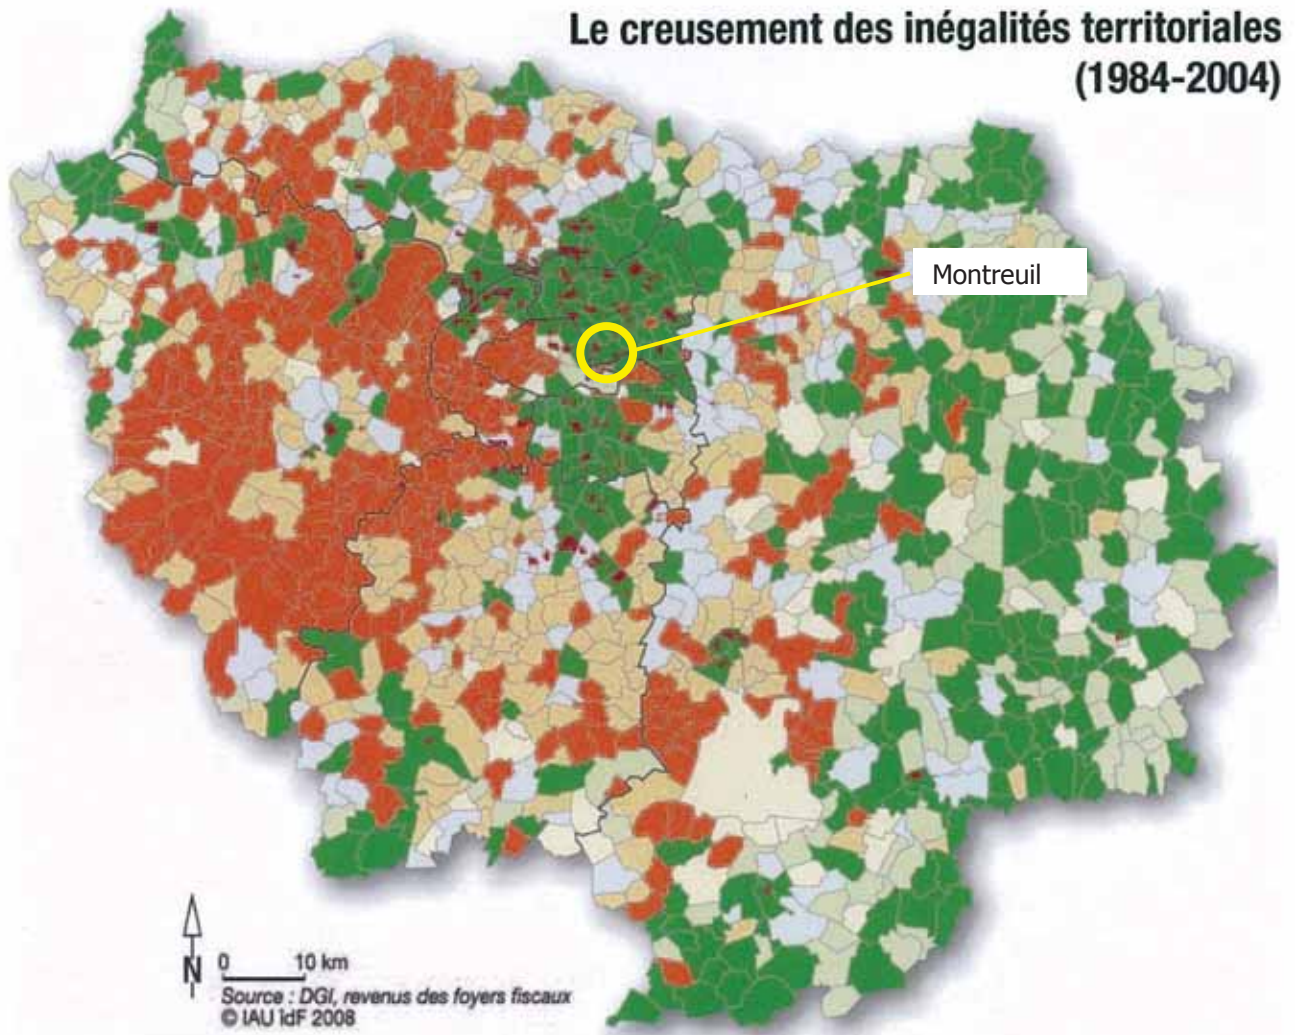 Le creusement des inégalités territoriales
(1984-2004)
Montreuil
N
0 10 km
Source : DGI, revenus des foyers fiscaux
© IAU îdF 2008